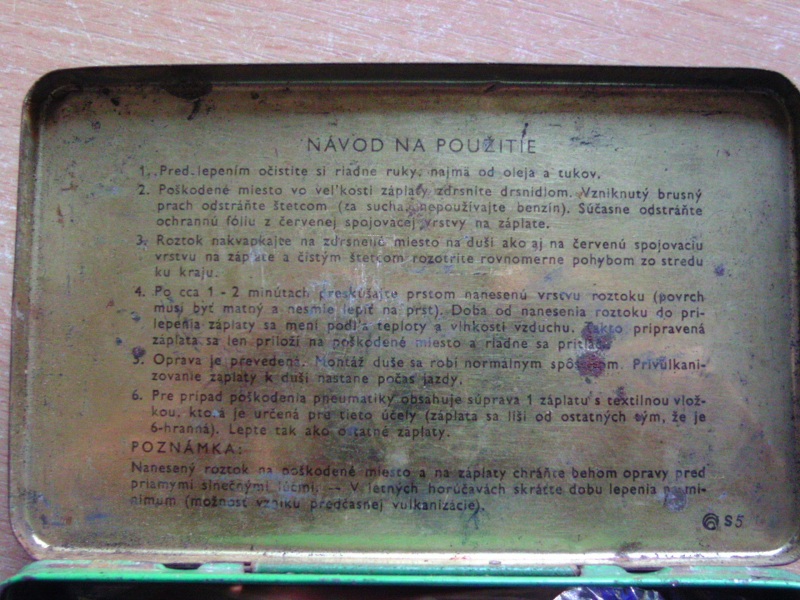 NÁVOD NA POUŽITIE
1. Pred lepením očistite si riadne ruky, najmä od oleja a tukov.
2. Poškodené miesto vo veľkosti záplaty zdrsnite drsnidlom. Vzniknutý brusný
prach odstráňte štetcom (za sucha, nepoužívajte benzín). Súčasne odstráňte
ochrannú fóliu z červenej spojovacej vrstvy na záplate.
3. Roztok nakvapkajte na zdrsnené miesto na duši ako aj na červenú spojovaciu
vrstvu na záplate a čistým štetcom rozotrite rovnomerne pohybom zo stredu
ku kraju.
4. Po cca 1 - 2 minútach preskúšajte prstom nanesenú vrstvu roztoku (povrch
musí byť matný a nesmie lepiť na prst). Doba od nanesenia roztoku do pri-
lepenia záplaty sa mení podľa teploty a vlhkosti vzduchu. Takto pripravená
záplata sa len priloží na poškodené miesto a riadne sa pritlačí.
5. Oprava je prevedená. Montáž duše sa robí normálnym spôsobom. Privulkani-
zovanie záplaty k duši nastane počas jazdy.
6. Pre prípad poškodenia pneumatiky obsahuje súprava 1 záplatu s textilnou vlož-
kou, ktorá je určená pre tieto účely (záplata sa líši od ostatných tým, že je
6-hranná). Lepte tak ako ostatné záplaty.
POZNÁMKA:
Nanesený roztok na poškodené miesto a na záplaty chráňte behom opravy pred
priamymi slnečnými lúčmi. — V letných horúčavách skráťte dobu lepenia na mi-
nimum (možnosť vzniku predčasnej vulkanizácie).
S5